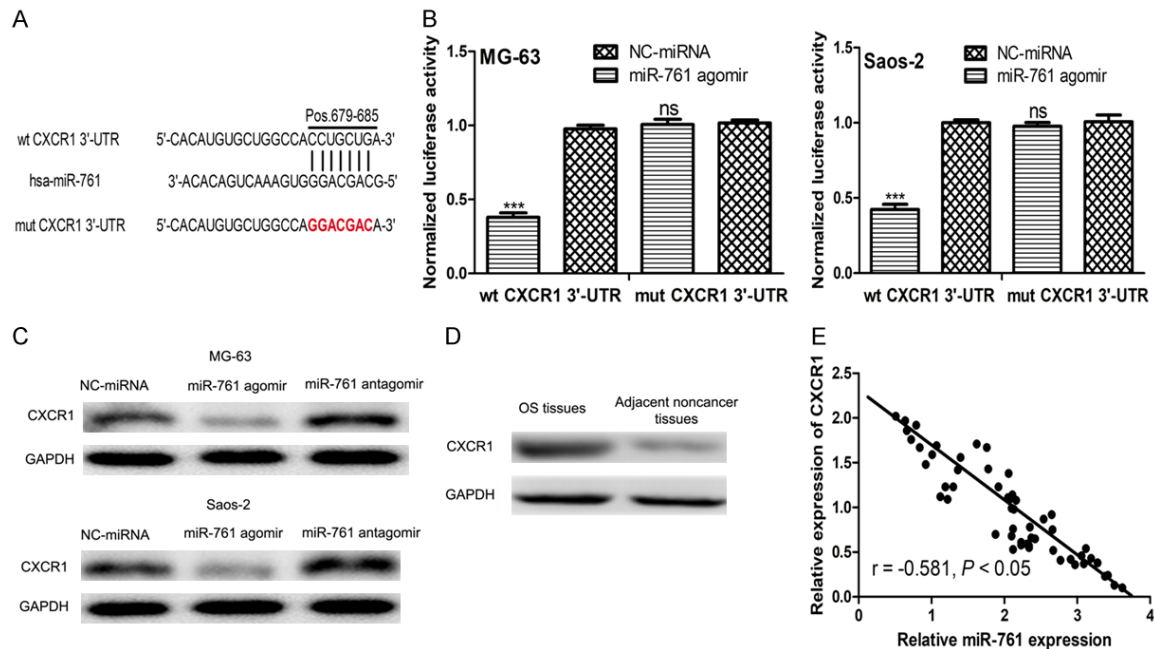 A
Pos.679-685
wt CXCR1 3'-UTR 5'-CACAUGUGCUGGCCACCUGCUGA-3'
hsa-miR-761 3'-ACACAGUCAAAGUGGGACGACG-5'
mut CXCR1 3'-UTR 5'-CACAUGUGCUGGCCAGGACGACA-3'
B
MG-63
NC-miRNA
miR-761 agomir
Normalized luciferase activity
1.5
1.0
0.5
0.0
***
ns
wt CXCR1 3'-UTR mut CXCR1 3'-UTR
Saos-2
NC-miRNA
miR-761 agomir
Normalized luciferase activity
1.5
1.0
0.5
0.0
***
ns
wt CXCR1 3'-UTR mut CXCR1 3'-UTR
C
MG-63
NC-miRNA miR-761 agomir miR-761 antagomir
CXCR1
GAPDH
Saos-2
NC-miRNA miR-761 agomir miR-761 antagomir
CXCR1
GAPDH
D
OS tissues Adjacent noncancer
tissues
CXCR1
GAPDH
E
Relative expression of CXCR1
2.5
2.0
1.5
1.0
0.5
0.0
r = -0.581, P < 0.05
0 1 2 3 4
Relative miR-761 expression